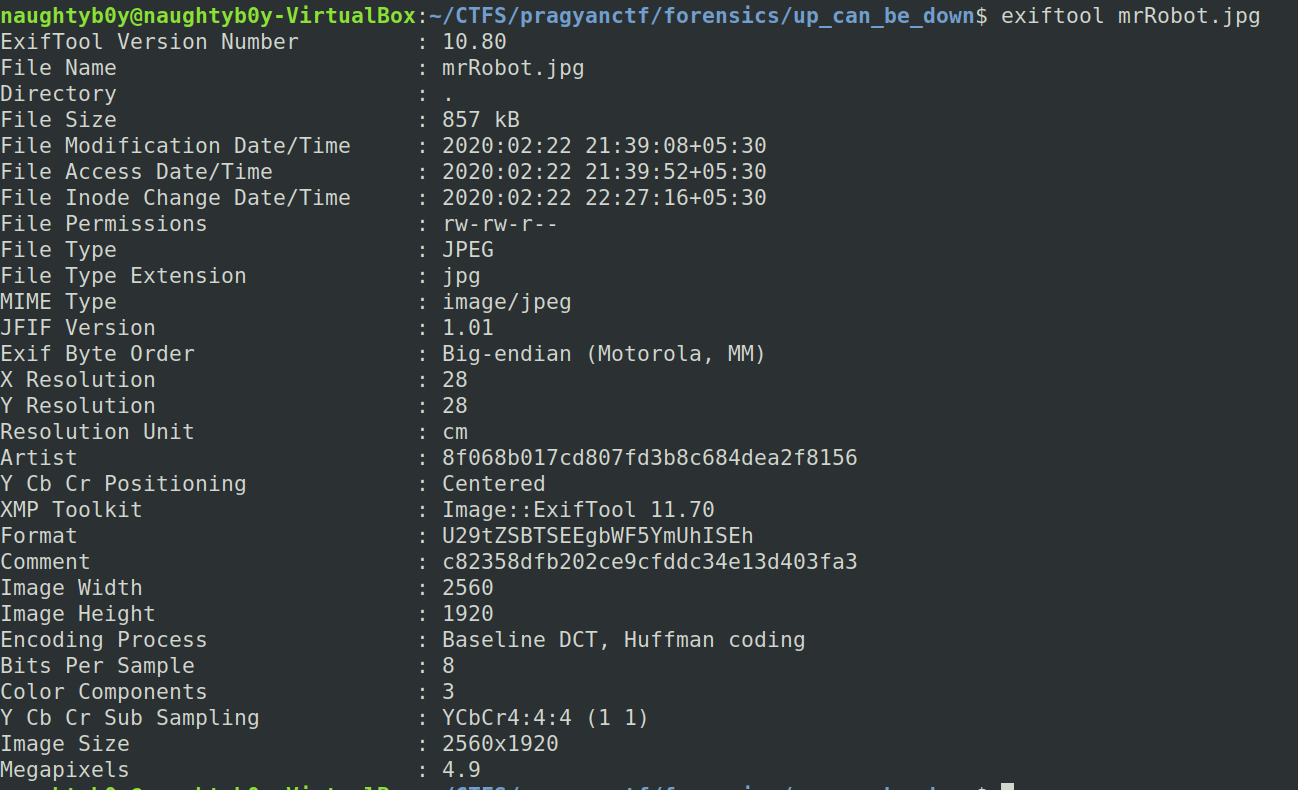 naughtyb0y@naughtyb0y-VirtualBox:~/CTFS/pragyanctf/forensics/up_can_be_down$ exiftool mrRobot.jpg
ExifTool Version Number : 10.80
File Name : mrRobot.jpg
Directory : .
File Size : 857 kB
File Modification Date/Time : 2020:02:22 21:39:08+05:30
File Access Date/Time : 2020:02:22 21:39:52+05:30
File Inode Change Date/Time : 2020:02:22 22:27:16+05:30
File Permissions : rw-rw-r--
File Type : JPEG
File Type Extension : jpg
MIME Type : image/jpeg
JFIF Version : 1.01
Exif Byte Order : Big-endian (Motorola, MM)
X Resolution : 28
Y Resolution : 28
Resolution Unit : cm
Artist : 8f068b017cd807fd3b8c684dea2f8156
Y Cb Cr Positioning : Centered
XMP Toolkit : Image::ExifTool 11.70
Format : U29tZSBTSEEgbWF5YmUhISEh
Comment : c82358dfb202ce9cfddc34e13d403fa3
Image Width : 2560
Image Height : 1920
Encoding Process : Baseline DCT, Huffman coding
Bits Per Sample : 8
Color Components : 3
Y Cb Cr Sub Sampling : YCbCr4:4:4 (1 1)
Image Size : 2560x1920
Megapixels : 4.9